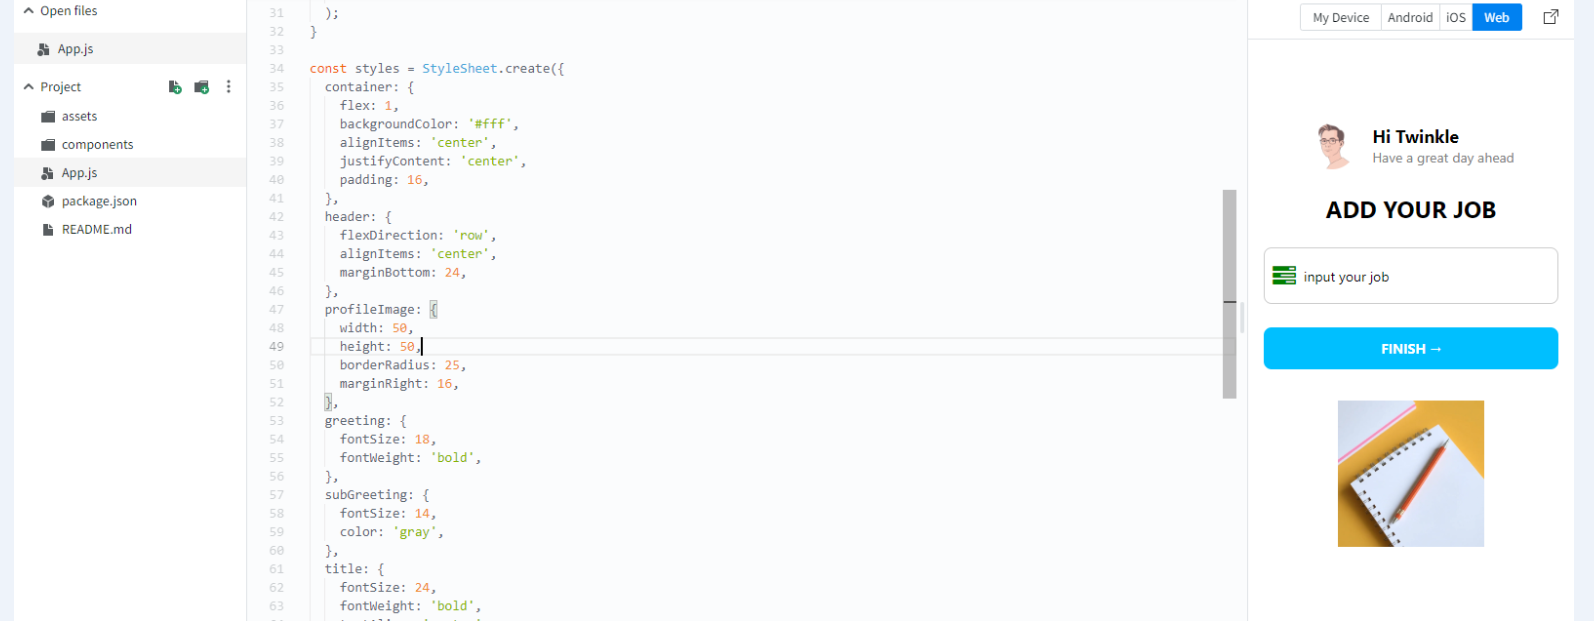 Open files
App.js
Project
assets
components
App.js
package.json
README.md
31   );
32 }
33
34 const styles = StyleSheet.create({
35   container: {
36     flex: 1,
37     backgroundColor: '#fff',
38     alignItems: 'center',
39     justifyContent: 'center',
40     padding: 16,
41   },
42   header: {
43     flexDirection: 'row',
44     alignItems: 'center',
45     marginBottom: 24,
46   },
47   profileImage: {
48     width: 50,
49     height: 50,
50     borderRadius: 25,
51     marginRight: 16,
52   },
53   greeting: {
54     fontSize: 18,
55     fontWeight: 'bold',
56   },
57   subGreeting: {
58     fontSize: 14,
59     color: 'gray',
60   },
61   title: {
62     fontSize: 24,
63     fontWeight: 'bold',
My Device Android iOS Web
Hi Twinkle
Have a great day ahead
ADD YOUR JOB
input your job
FINISH →